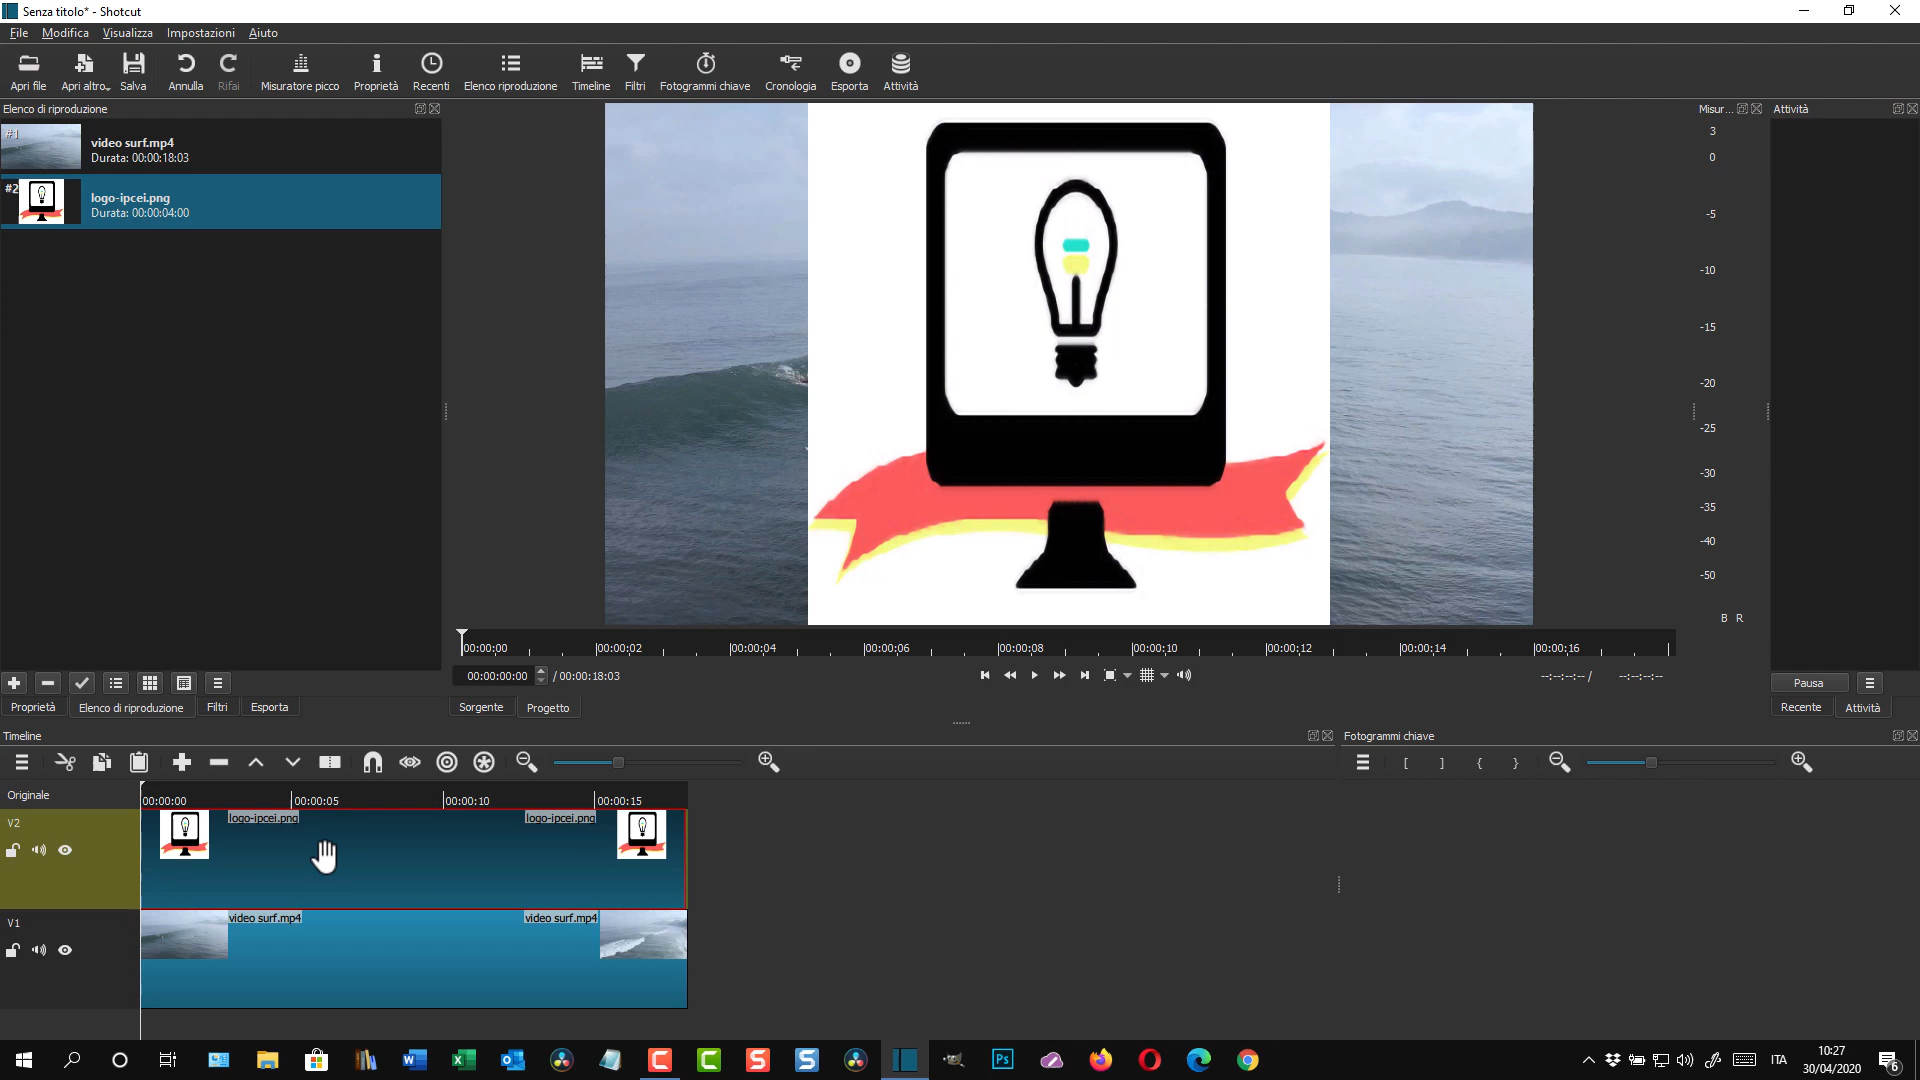 Senza titolo* - Shotcut
File Modifica Visualizza Impostazioni Aiuto
Apri file Apri altro.. Salva Annulla Rifai Misuratore picco Proprietà Recenti Elenco riproduzione Timeline Filtri Fotogrammi chiave Cronologia Esporta Attività
Elenco di riproduzione
Misur... Attività
#1
video surf.mp4
Durata: 00:00:18:03
#2
logo-ipcei.png
Durata: 00:00:04:00
3
0
-5
-10
-15
-20
-25
-30
-35
-40
-50
B R
00:00:00 00:00:02 00:00:04 00:00:06 00:00:08 00:00:10 00:00:12 00:00:14 00:00:16
00:00:00:00 / 00:00:18:03 --:--:--:-- / --:--:--:--
Pausa
Proprietà Elenco di riproduzione Filtri Esporta
Sorgente Progetto
Recente Attività
Timeline
Fotogrammi chiave
[ ] { }
Originale
00:00:00 00:00:05 00:00:10 00:00:15
V2
logo-ipcei.png logo-ipcei.png
V1
video surf.mp4 video surf.mp4
ITA
10:27
30/04/2020
6